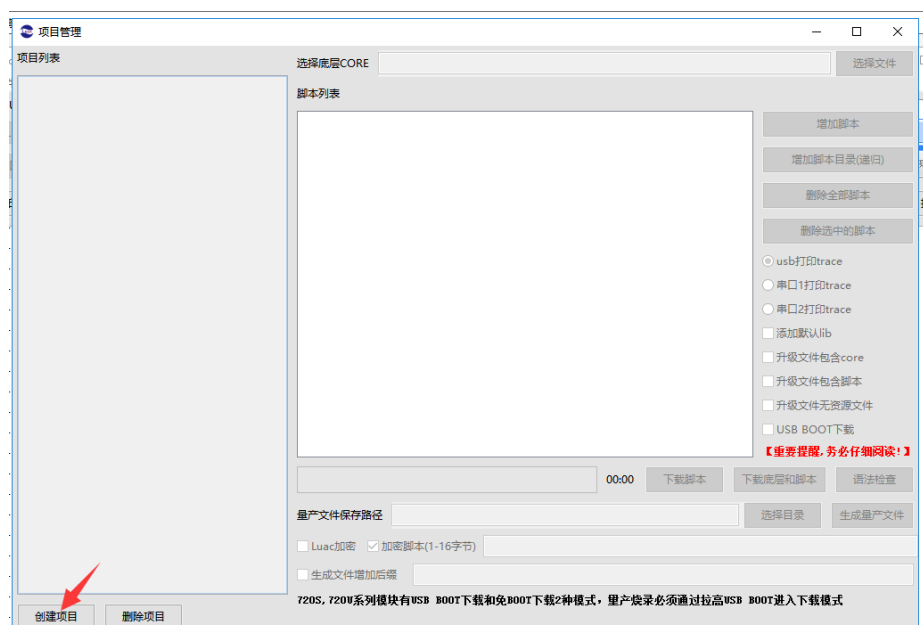 项目管理
项目列表
选择底层CORE
选择文件
脚本列表
增加脚本
增加脚本目录(递归)
删除全部脚本
删除选中的脚本
usb打印trace
串口1打印trace
串口2打印trace
添加默认lib
升级文件包含core
升级文件包含脚本
升级文件无资源文件
USB BOOT下载
【重要提醒,务必仔细阅读!】
00:00
下载脚本
下载底层和脚本
语法检查
量产文件保存路径
选择目录
生成量产文件
Luac加密
加密脚本(1-16字节)
生成文件增加后缀
720S,720U系列模块有USB BOOT下载和免BOOT下载2种模式，量产烧录必须通过拉高USB BOOT进入下载模式
创建项目
删除项目